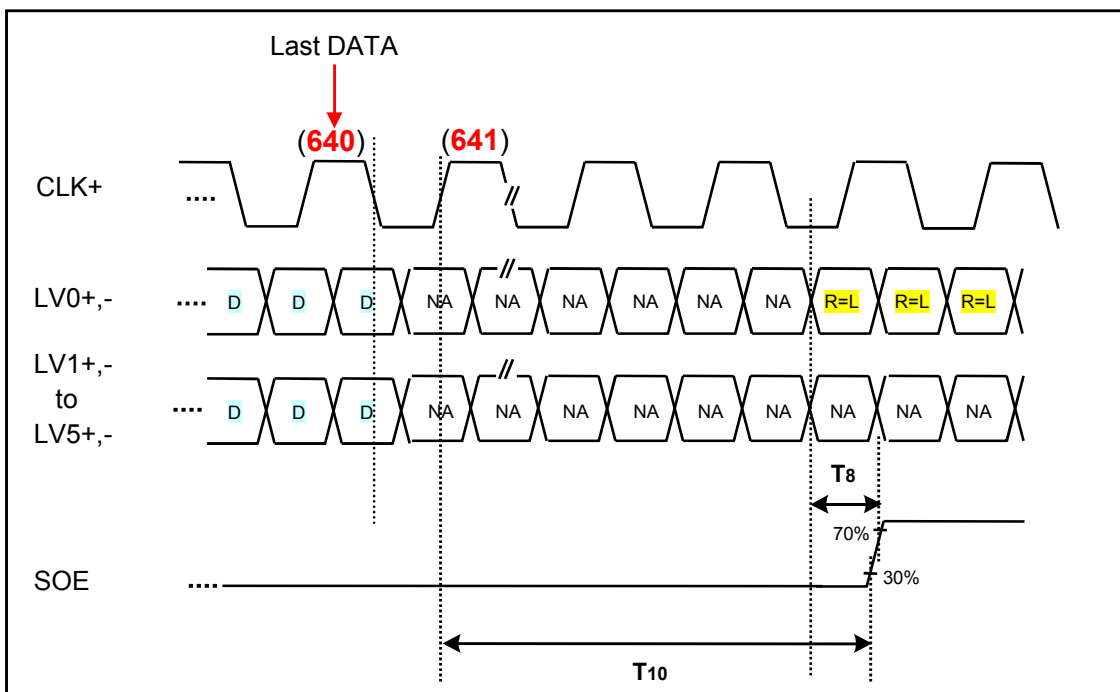 Last DATA
(640) (641)
CLK+ ....
LV0+,- .... D D D NA NA NA NA NA NA R=L R=L R=L
LV1+,-
to
LV5+,-
.... D D D NA NA NA NA NA NA NA NA NA
T8
70%
30%
SOE ....
T10